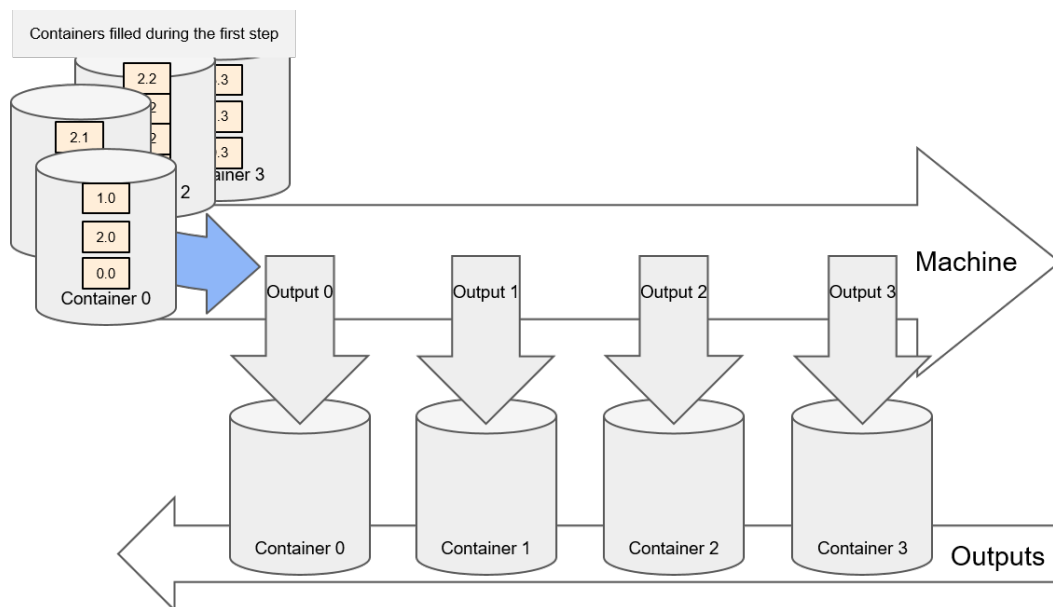 Containers filled during the first step
2.2
.3
2
.3
2.1
2
.3
ainer 3
1.0
2
2.0
0.0
Container 0
Machine
Output 0
Output 1
Output 2
Output 3
Container 0
Container 1
Container 2
Container 3
Outputs